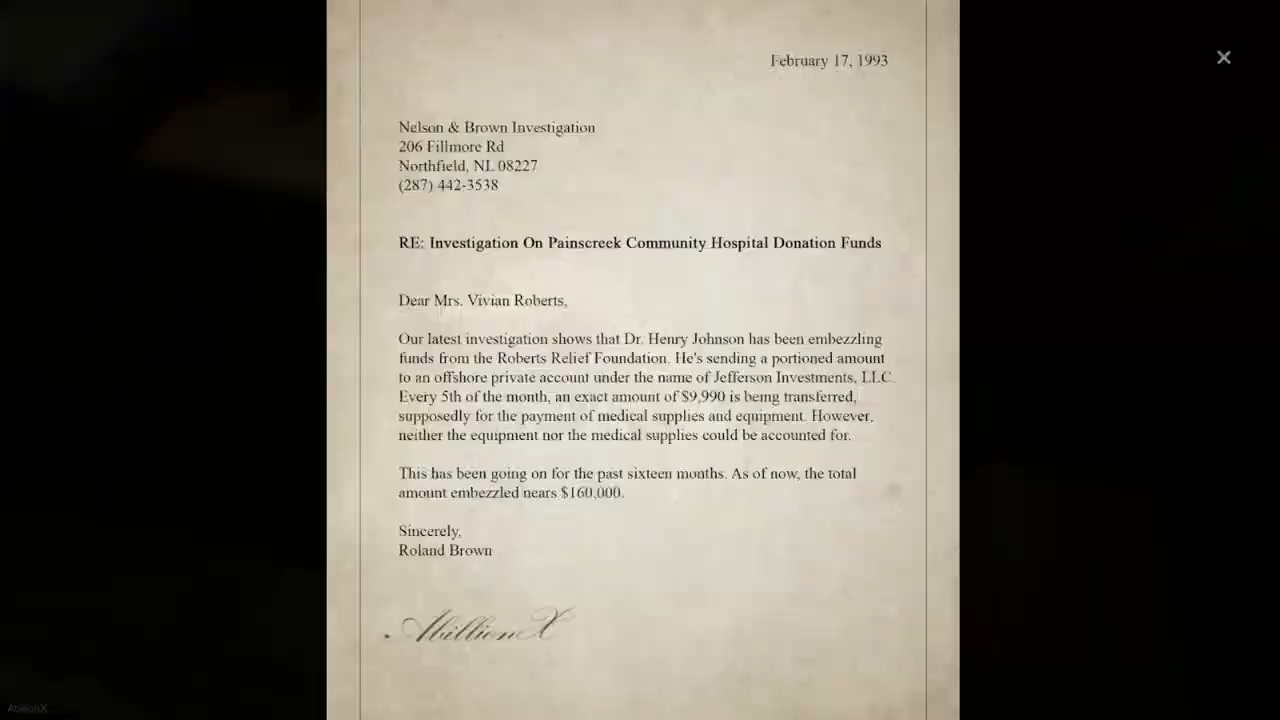 February 17, 1993
Nelson & Brown Investigation
206 Fillmore Rd
Northfield, NL 08227
(287) 442-3538
RE: Investigation On Painscreek Community Hospital Donation Funds
Dear Mrs. Vivian Roberts,
Our latest investigation shows that Dr. Henry Johnson has been embezzling
funds from the Roberts Relief Foundation. He's sending a portioned amount
to an offshore private account under the name of Jefferson Investments, LLC.
Every 5th of the month, an exact amount of $9,990 is being transferred,
supposedly for the payment of medical supplies and equipment. However,
neither the equipment nor the medical supplies could be accounted for.
This has been going on for the past sixteen months. As of now, the total
amount embezzled nears $160,000.
Sincerely,
Roland Brown
AbillionX
AbillionX